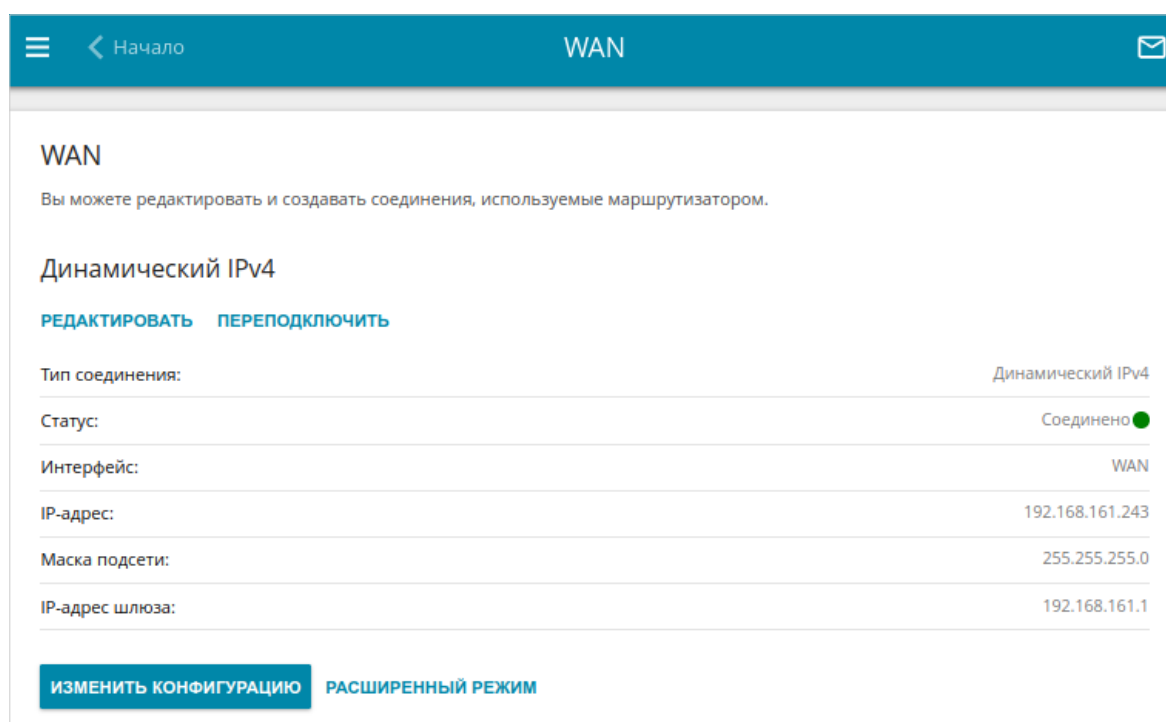 Начало WAN
WAN
Вы можете редактировать и создавать соединения, используемые маршрутизатором.
Динамический IPv4
РЕДАКТИРОВАТЬ ПЕРЕПОДКЛЮЧИТЬ
Тип соединения: Динамический IPv4
Статус: Соединено
Интерфейс: WAN
IP-адрес: 192.168.161.243
Маска подсети: 255.255.255.0
IP-адрес шлюза: 192.168.161.1
ИЗМЕНИТЬ КОНФИГУРАЦИЮ РАСШИРЕННЫЙ РЕЖИМ